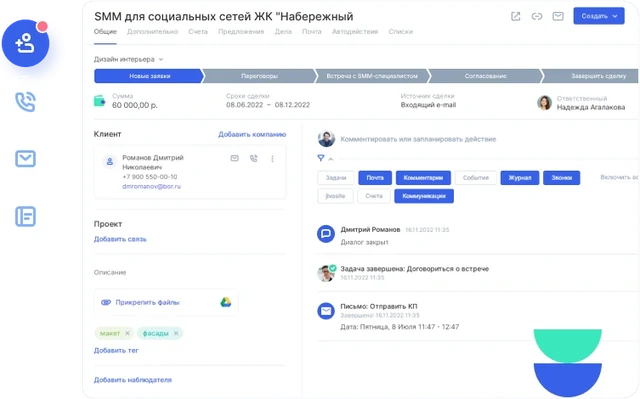 SMM для социальных сетей ЖК "Набережный
Создать
Общие Дополнительно Счета Предложения Дела Почта Автодействия Списки
Дизайн интерьера
Новые заявки Переговоры Встреча с SMM-специалистом Согласование Завершить сделку
Сумма
60 000,00 р.
Сроки сделки
08.06.2022 – 08.12.2022
Источник сделки
Входящий e-mail
Ответственный
Надежда Агалакова
Клиент
Добавить компанию
Романов Дмитрий
Николаевич
+7 900 550-00-10
dmromanov@bor.ru
Проект
Добавить связь
Описание
Прикрепить файлы
макет × фасады ×
Добавить тег
Добавить наблюдателя
Комментировать или запланировать действие
Задачи Почта Комментарии События Журнал Звонки Включить
jivosite Счета Коммуникации
Дмитрий Романов 16.11.2022 11:35
Диалог закрыт
Задача завершена: Договориться о встрече
16.11.2022 11:35
Письмо: Отправить КП
Завершено: 16.11.2022 11:35
Дата: Пятница, 8 Июля 11:47 - 12:47